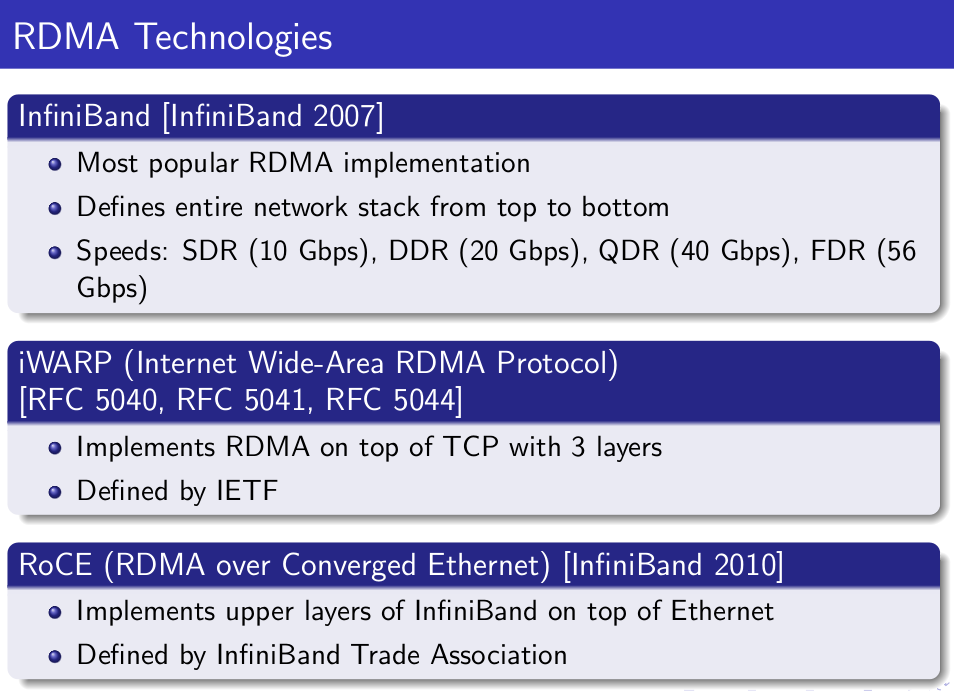 RDMA Technologies
InfiniBand [InfiniBand 2007]
Most popular RDMA implementation
Defines entire network stack from top to bottom
Speeds: SDR (10 Gbps), DDR (20 Gbps), QDR (40 Gbps), FDR (56
Gbps)
iWARP (Internet Wide-Area RDMA Protocol)
[RFC 5040, RFC 5041, RFC 5044]
Implements RDMA on top of TCP with 3 layers
Defined by IETF
RoCE (RDMA over Converged Ethernet) [InfiniBand 2010]
Implements upper layers of InfiniBand on top of Ethernet
Defined by InfiniBand Trade Association